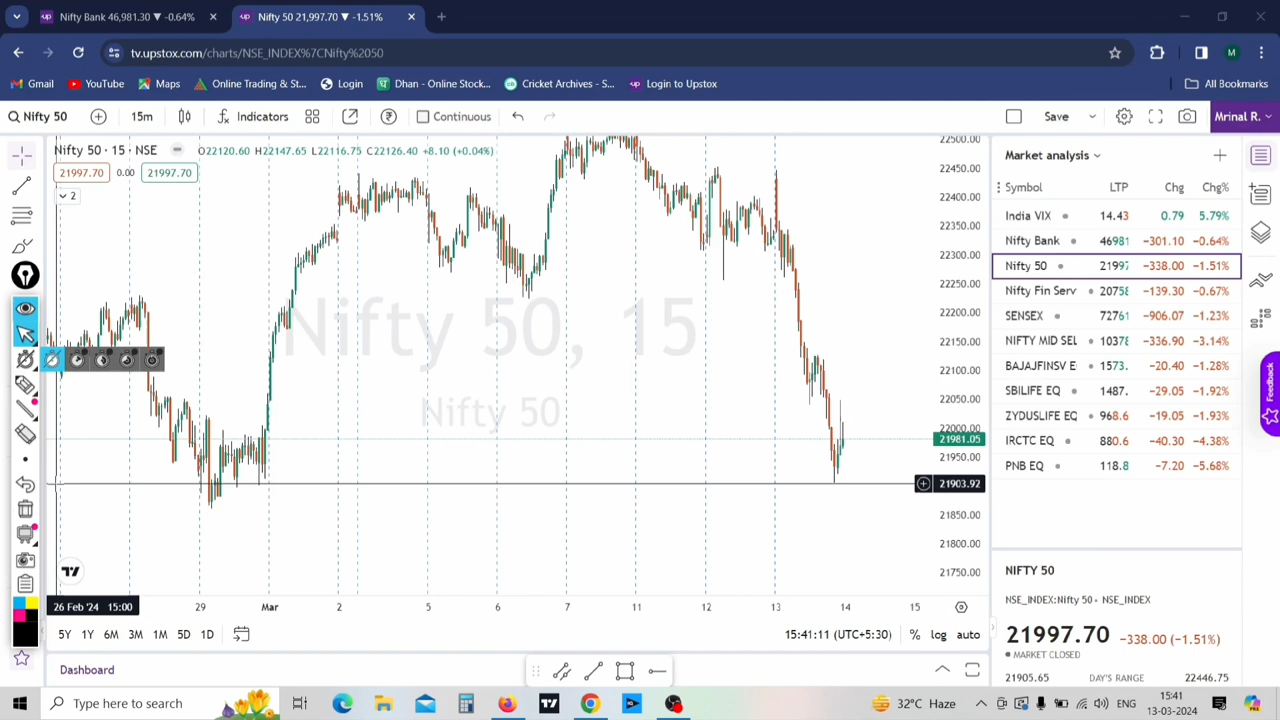 Nifty Bank 46,981.30 ▼ -0.64%
Nifty 50 21,997.70 ▼ -1.51%
tv.upstox.com/charts/NSE_INDEX%7CNifty%2050
M
Gmail
YouTube
Maps
Online Trading & St...
Login
Dhan - Online Stock...
Cricket Archives - C...
Login to Upstox
All Bookmarks
Nifty 50
15m
Indicators
Continuous
Save
Mrinal R.
Nifty 50 · 15 · NSE
O22120.60 H22147.65 L22116.75 C22126.40 +8.10 (+0.04%)
21997.70 0.00 21997.70
2
Nifty 50, 15
Nifty 50
22500.00
22450.00
22400.00
22350.00
22300.00
22250.00
22200.00
22150.00
22100.00
22050.00
22000.00
21981.05
21950.00
21903.92
21850.00
21800.00
21750.00
26 Feb '24 15:00
29 Mar 2 5 6 7 11 12 13 14 15
5Y 1Y 6M 3M 1M 5D 1D
15:41:11 (UTC+5:30) % log auto
Dashboard
Market analysis
Symbol LTP Chg Chg%
India VIX 14.43 0.79 5.79%
Nifty Bank 46981 -301.10 -0.64%
Nifty 50 21997 -338.00 -1.51%
Nifty Fin Serv 20758 -139.30 -0.67%
SENSEX 72761 -906.07 -1.23%
NIFTY MID SEL 10378 -336.90 -3.14%
BAJAJFINSV E 1573. -20.40 -1.28%
SBILIFE EQ 1487. -29.05 -1.92%
ZYDUSLIFE EQ 968.6 -19.05 -1.93%
IRCTC EQ 880.6 -40.30 -4.38%
PNB EQ 118.8 -7.20 -5.68%
Feedback
NIFTY 50
NSE_INDEX:Nifty 50 • NSE_INDEX
21997.70 -338.00 (-1.51%)
MARKET CLOSED
21905.65 DAY'S RANGE 22446.75
Type here to search
32°C Haze
ENG
15:41
13-03-2024